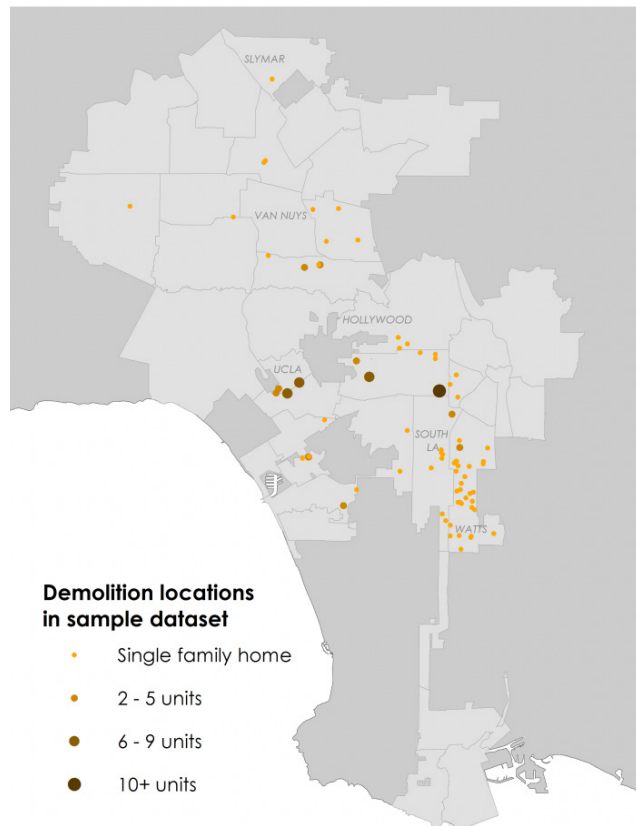 SLYMAR
VAN NUYS
HOLLYWOOD
UCLA
SOUTH
LA
WATTS
Demolition locations
in sample dataset
Single family home
2 - 5 units
6 - 9 units
10+ units